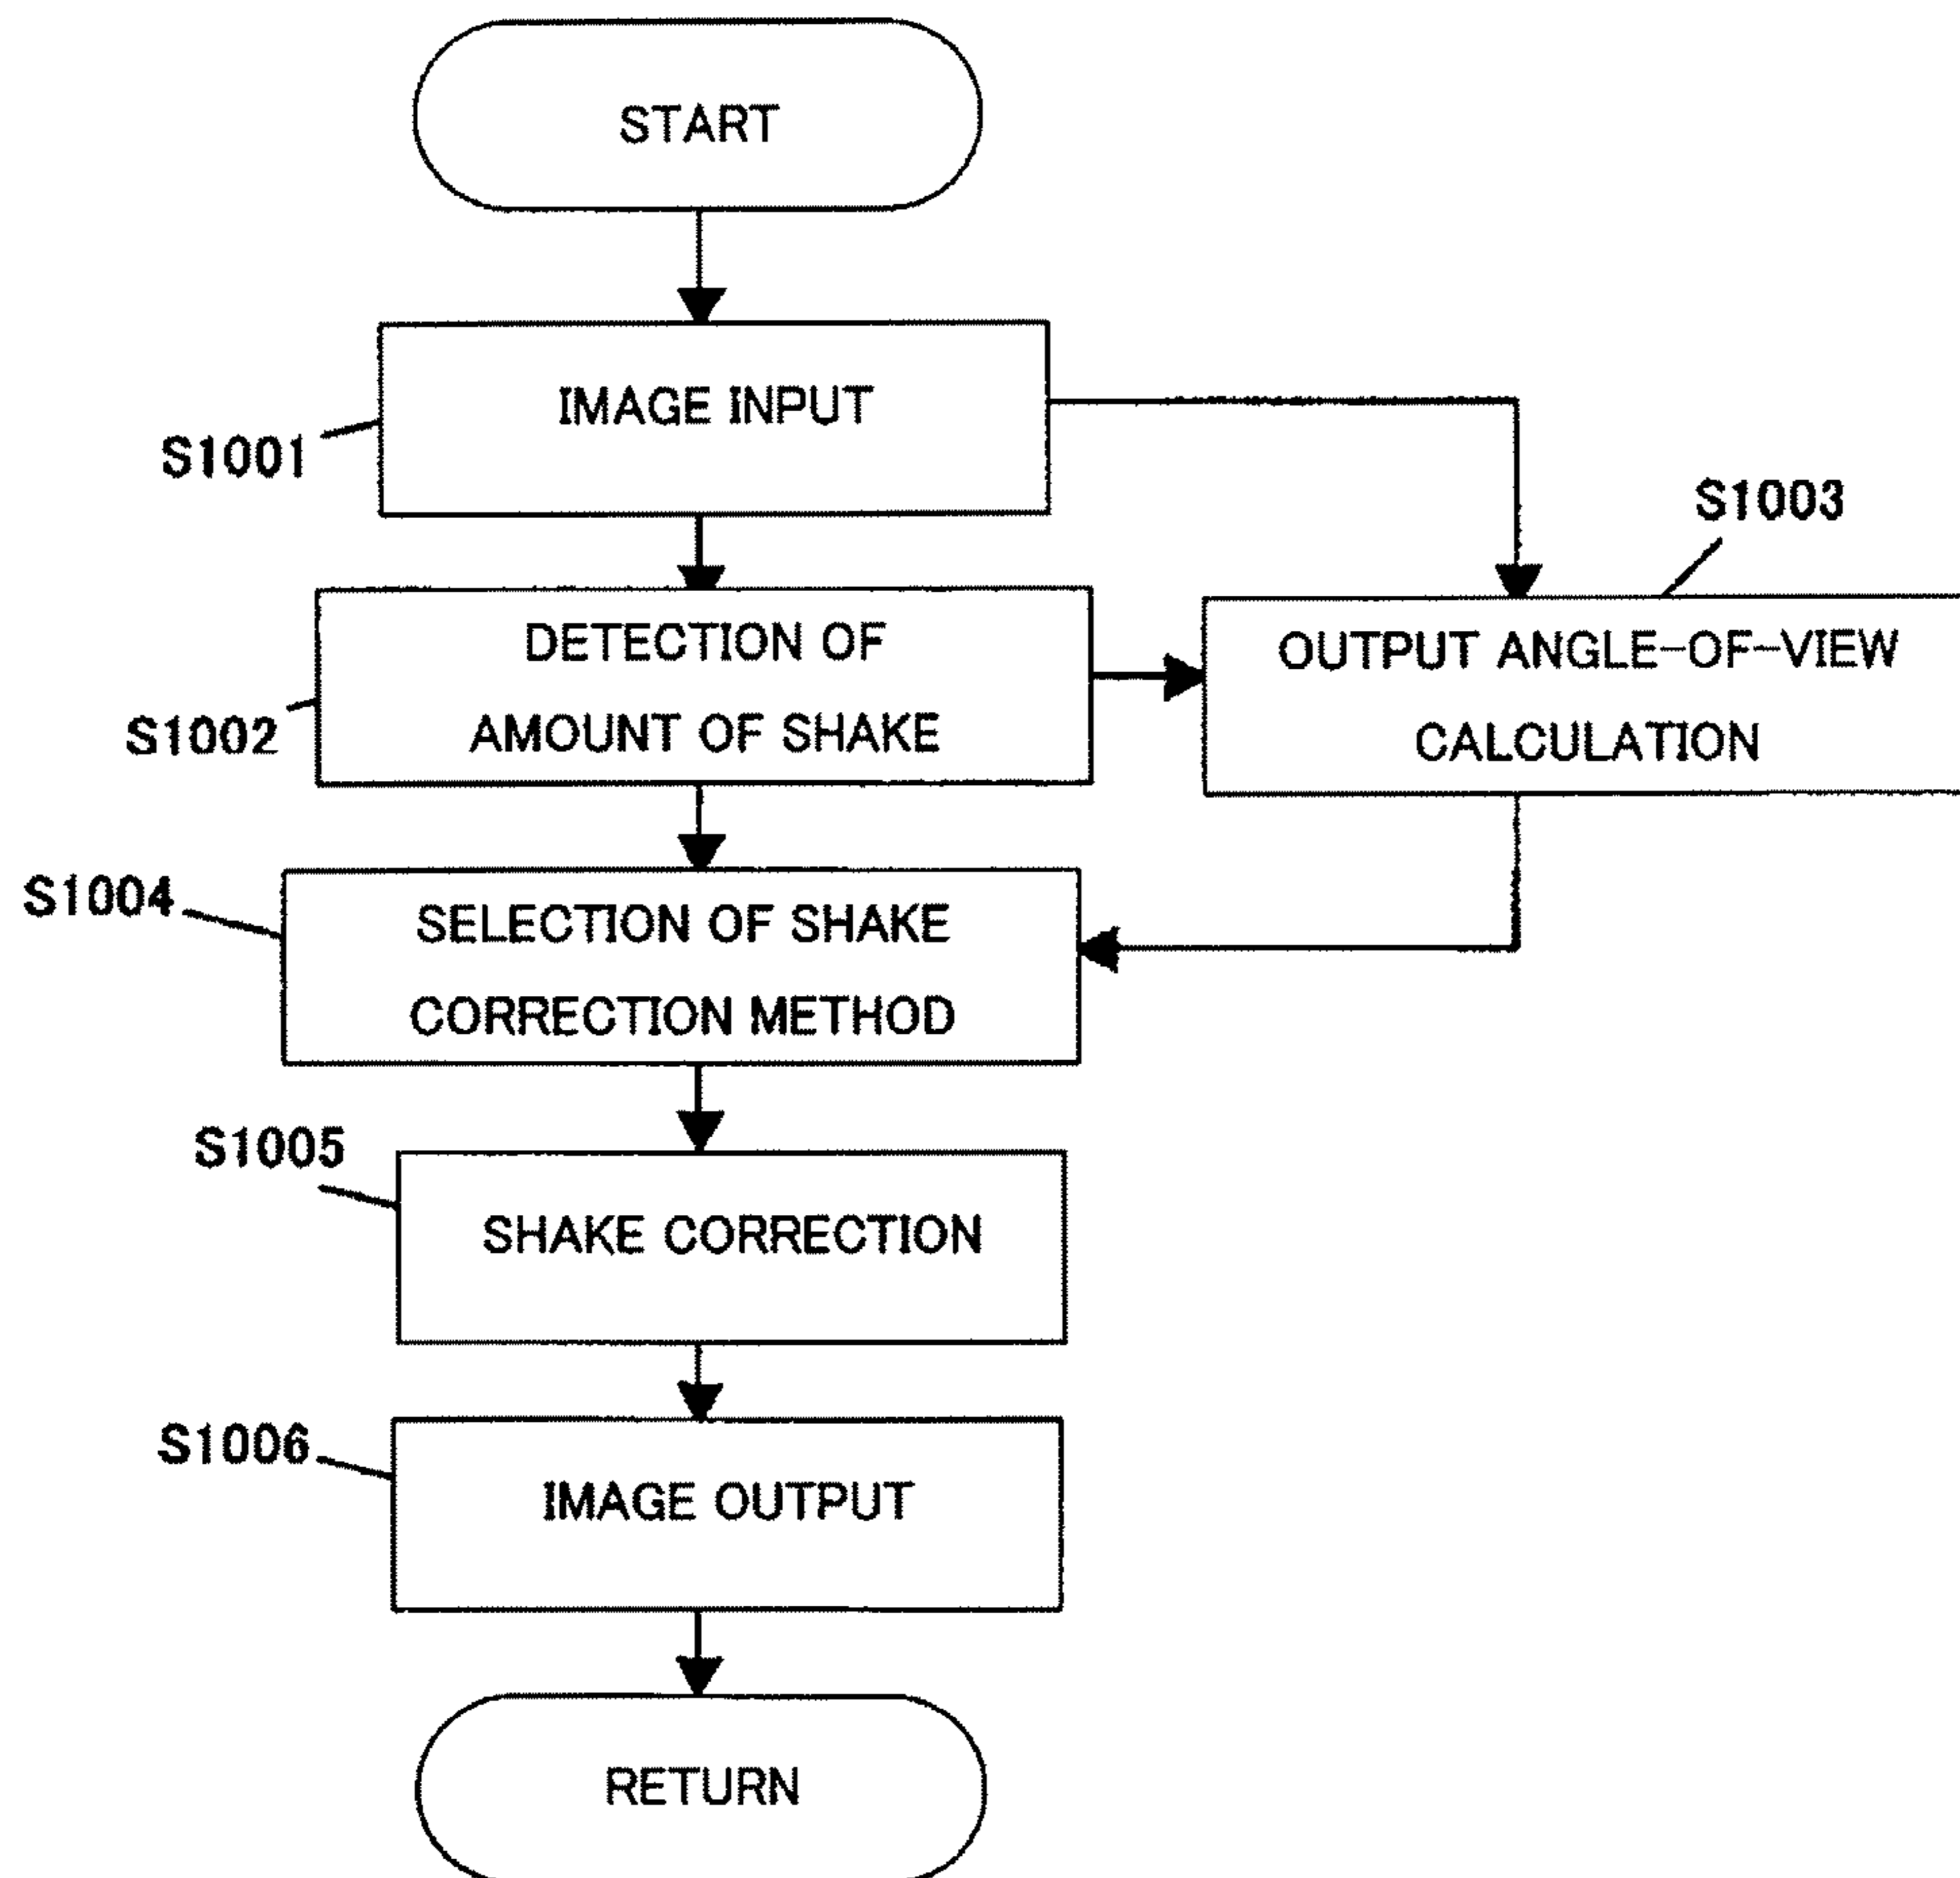 START
IMAGE INPUT
S1001
S1003
DETECTION OF
AMOUNT OF SHAKE
S1002
OUTPUT ANGLE-OF-VIEW
CALCULATION
S1004
SELECTION OF SHAKE
CORRECTION METHOD
S1005
SHAKE CORRECTION
S1006
IMAGE OUTPUT
RETURN